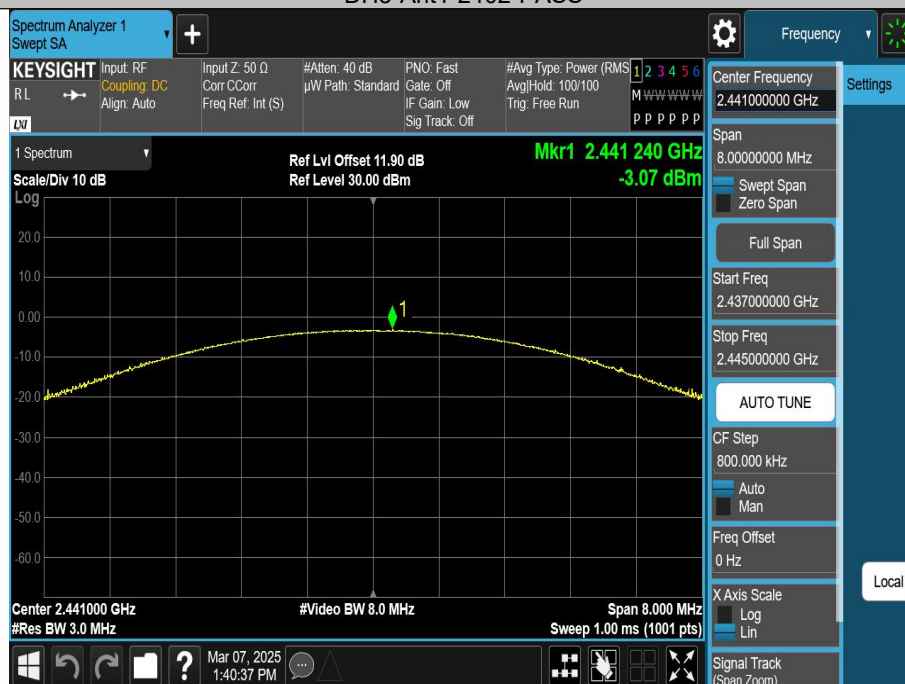 Spectrum Analyzer 1
Swept SA
+
Frequency
KEYSIGHT
RL
LXI
Input: RF
Coupling: DC
Align: Auto
Input Z: 50 Ω
Corr CCorr
Freq Ref: Int (S)
#Atten: 40 dB
µW Path: Standard
PNO: Fast
Gate: Off
IF Gain: Low
Sig Track: Off
#Avg Type: Power (RMS
Avg|Hold: 100/100
Trig: Free Run
1 2 3 4 5 6
M W W W W W
P P P P P P
1 Spectrum
Scale/Div 10 dB
Log
Ref Lvl Offset 11.90 dB
Ref Level 30.00 dBm
Mkr1 2.441 240 GHz
-3.07 dBm
20.0
10.0
0.00
-10.0
-20.0
-30.0
-40.0
-50.0
-60.0
1
Center 2.441000 GHz
#Res BW 3.0 MHz
#Video BW 8.0 MHz
Span 8.000 MHz
Sweep 1.00 ms (1001 pts)
Mar 07, 2025
1:40:37 PM
Center Frequency
2.441000000 GHz
Span
8.00000000 MHz
Swept Span
Zero Span
Full Span
Start Freq
2.437000000 GHz
Stop Freq
2.445000000 GHz
AUTO TUNE
CF Step
800.000 kHz
Auto
Man
Freq Offset
0 Hz
X Axis Scale
Log
Lin
Signal Track
(Span Zoom)
Settings
Local